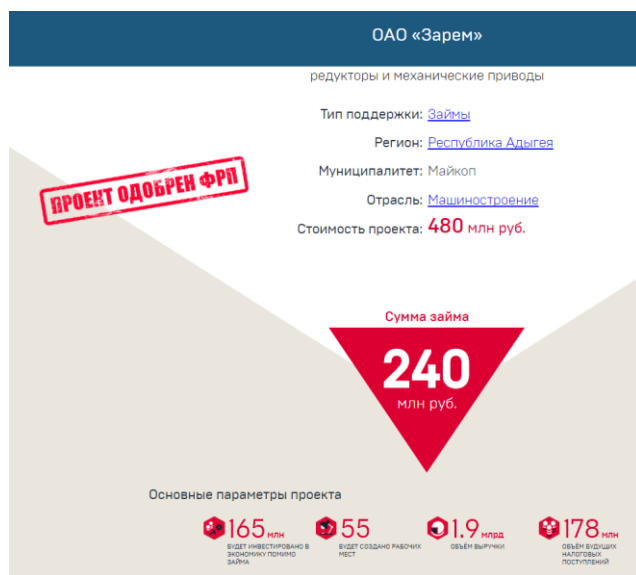 ОАО «Зарем»
редукторы и механические приводы
Тип поддержки: Займы
Регион: Республика Адыгея
ПРОЕКТ ОДОБРЕН ФРП
Муниципалитет: Майкоп
Отрасль: Машиностроение
Стоимость проекта: 480 млн руб.
Сумма займа
240
млн руб.
Основные параметры проекта
165 млн
БУДЕТ ИНВЕСТИРОВАНО В
ЭКОНОМИКУ ПОМИМО
ЗАЙМА
55
БУДЕТ СОЗДАНО РАБОЧИХ
МЕСТ
1.9 млрд
ОБЪЁМ ВЫРУЧКИ
178 млн
ОБЪЁМ БУДУЩИХ
НАЛОГОВЫХ
ПОСТУПЛЕНИЙ